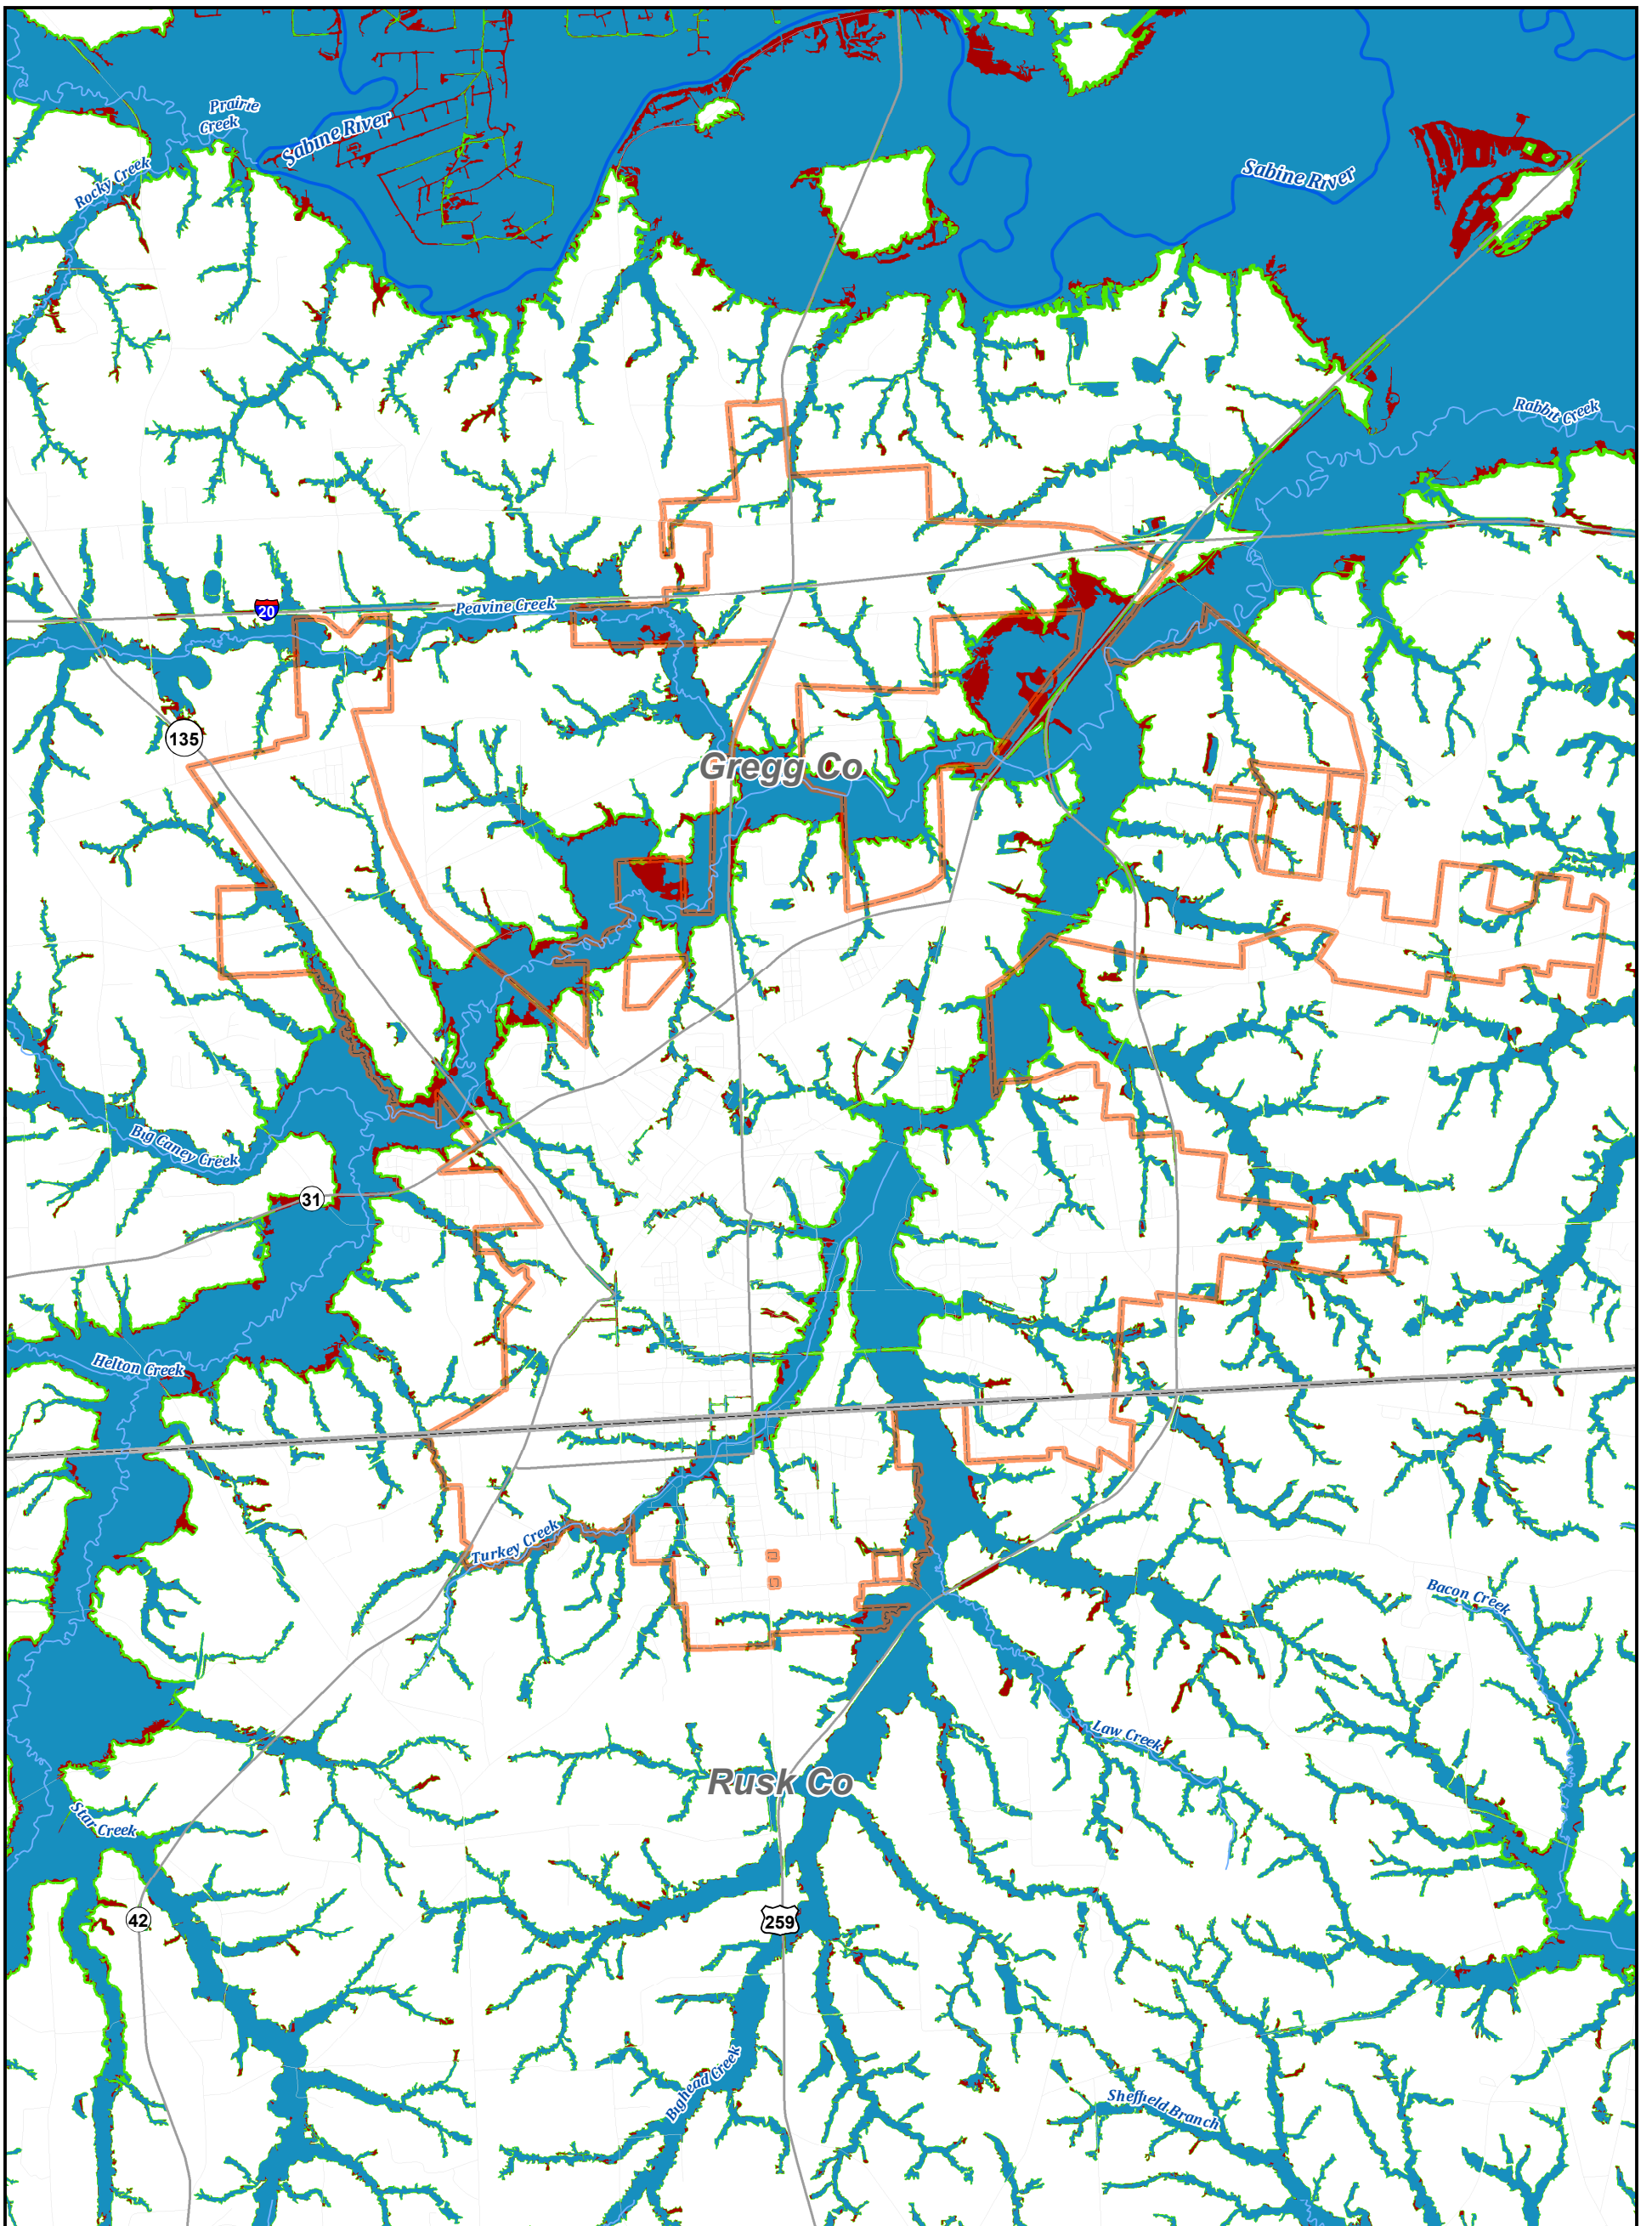 Prairie
Creek
Sabine River
Rocky Creek
Sabine River
Rabbit Creek
20
Peavine Creek
135
Gregg Co
Big Caney Creek
31
Helton Creek
Turkey Creek
Bacon Creek
Law Creek
Rusk Co
Star Creek
42
259
Bighead Creek
Sheffield Branch